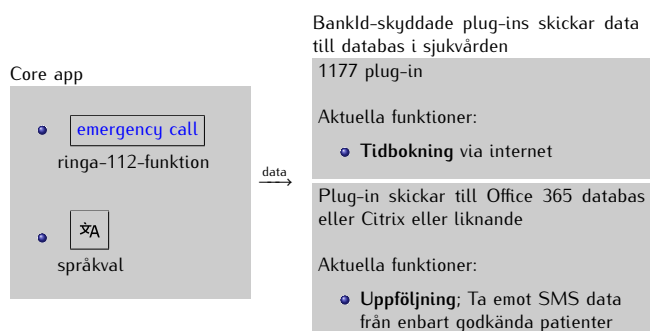 Core app
emergency call
ringa-112-funktion
språkval
data
BankId-skyddade plug-ins skickar data
till databas i sjukvården
1177 plug-in
Aktuella funktioner:
Tidbokning via internet
Plug-in skickar till Office 365 databas
eller Citrix eller liknande
Aktuella funktioner:
Uppföljning; Ta emot SMS data
från enbart godkända patienter